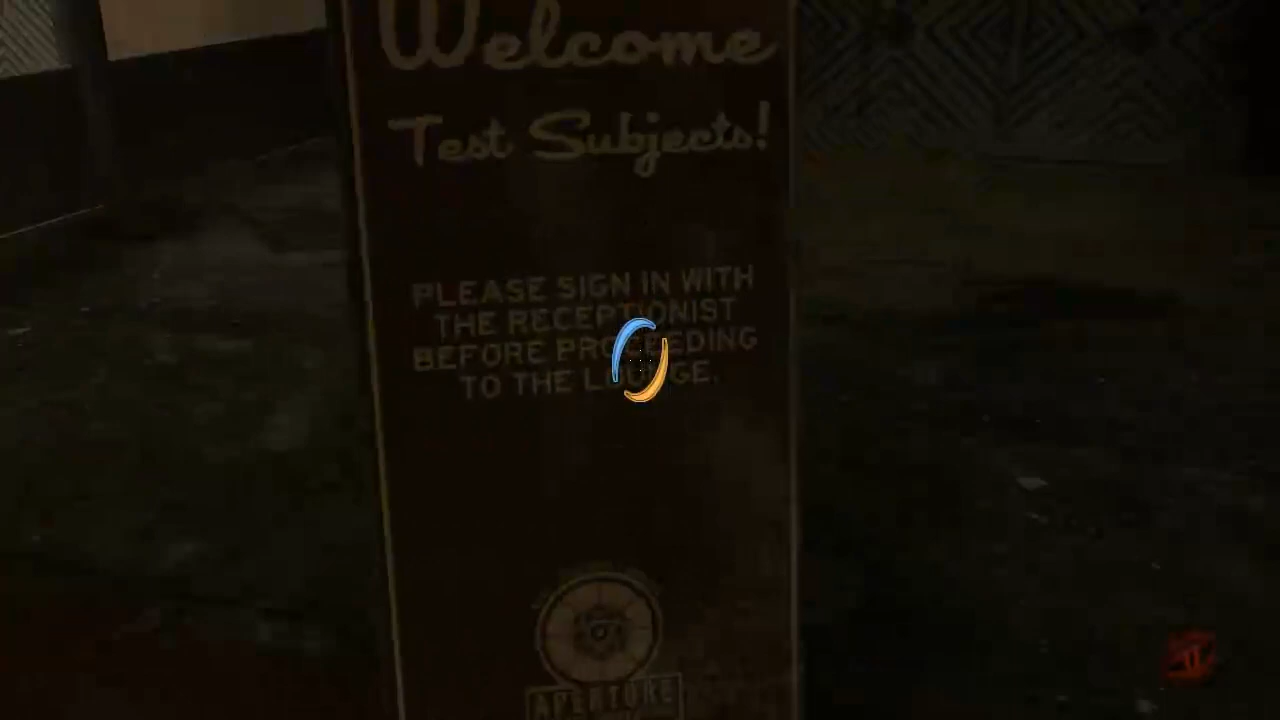 Welcome
Test Subjects!
PLEASE SIGN IN WITH
THE RECEPTIONIST
BEFORE PROCEEDING
TO THE LOUNGE.
APERTURE